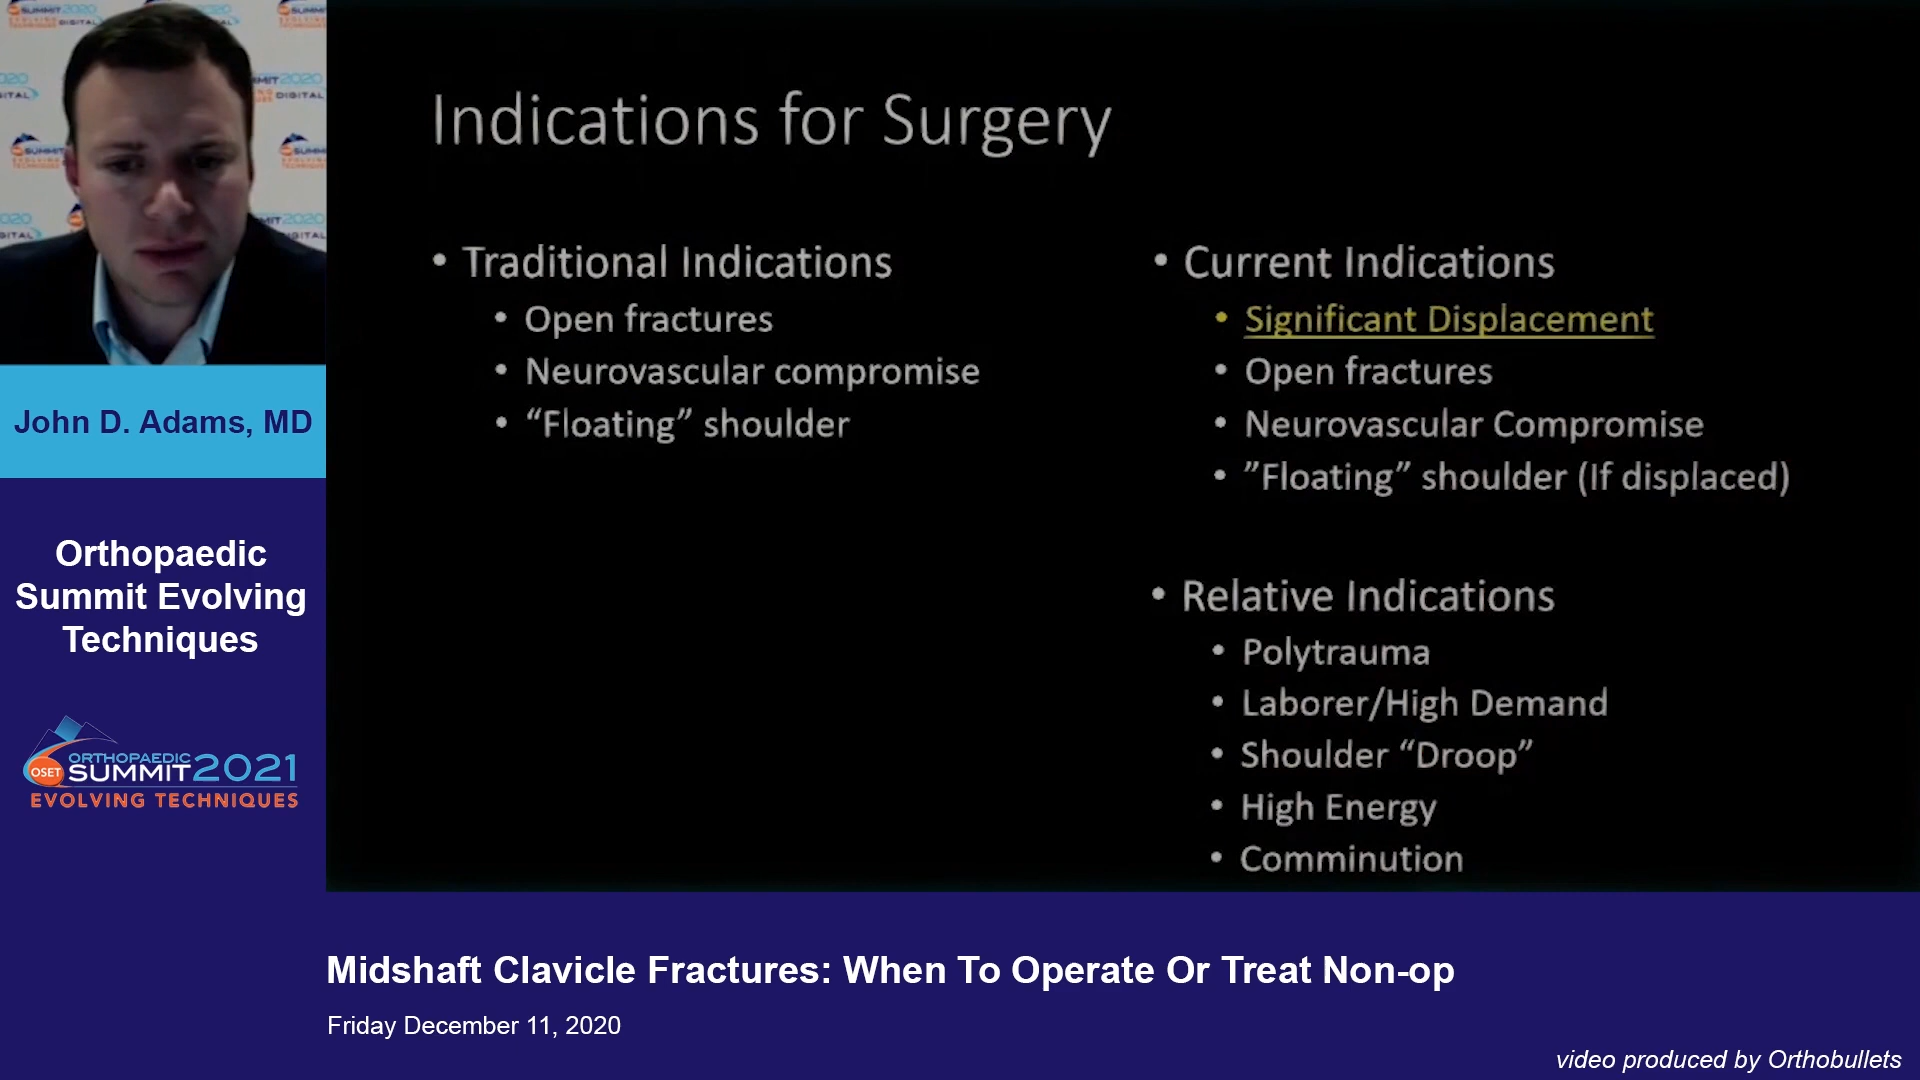 Indications for Surgery
• Traditional Indications
• Open fractures
• Neurovascular compromise
• “Floating” shoulder
• Current Indications
• Significant Displacement
• Open fractures
• Neurovascular Compromise
• ”Floating” shoulder (If displaced)
• Relative Indications
• Polytrauma
• Laborer/High Demand
• Shoulder “Droop”
• High Energy
• Comminution
John D. Adams, MD
Orthopaedic
Summit Evolving
Techniques
OSET
ORTHOPAEDIC
SUMMIT 2021
EVOLVING TECHNIQUES
Midshaft Clavicle Fractures: When To Operate Or Treat Non-op
Friday December 11, 2020
video produced by Orthobullets